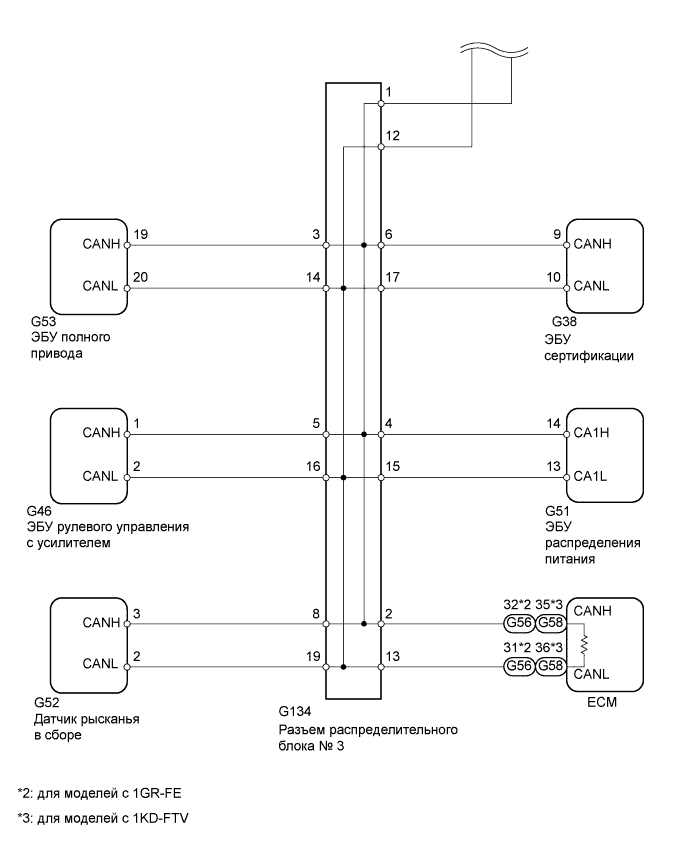 1
12
19 3 6 9
CANH CANH
20 14 17 10
CANL CANL
G53
ЭБУ полного
привода
G38
ЭБУ
сертификации
1 5 4 14
CANH CA1H
2 16 15 13
CANL CA1L
G46
ЭБУ рулевого управления
с усилителем
G51
ЭБУ
распределения
питания
3 8 2 32*2 35*3
CANH G56 G58 CANH
2 19 13 31*2 36*3
CANL G56 G58 CANL
G52
Датчик рысканья
в сборе
G134
Разъем распределительного
блока № 3
ECM
*2: для моделей с 1GR-FE
*3: для моделей с 1KD-FTV